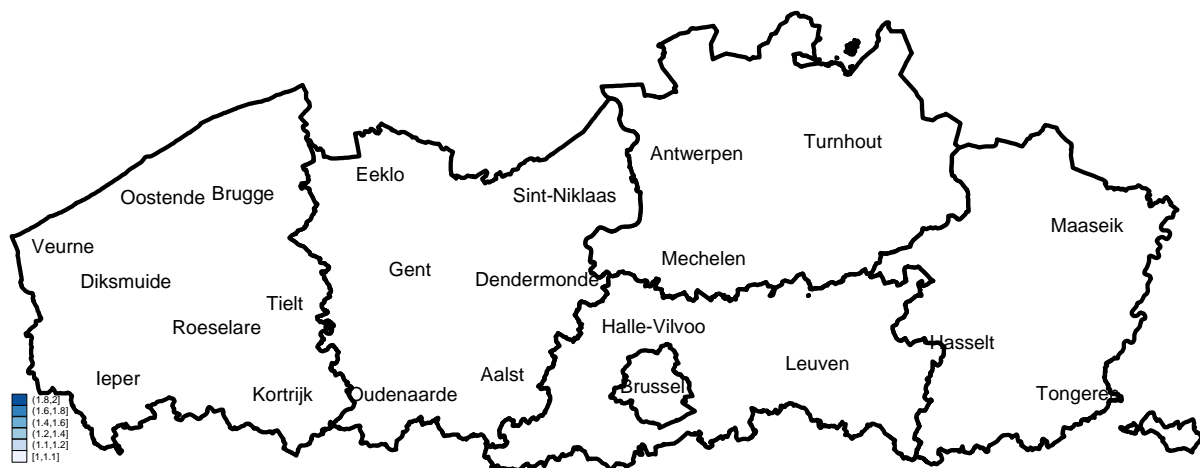 Turnhout
Antwerpen
Eeklo
Oostende
Brugge
Sint-Niklaas
Maaseik
Veurne
Mechelen
Gent
Diksmuide
Dendermonde
Tielt
Roeselare
Halle-Vilvoo
Hasselt
Leuven
Aalst
Ieper
Brussel
Kortrijk
Oudenaarde
Tongeren
(1.8,2]
(1.6,1.8]
(1.4,1.6]
(1.2,1.4]
(1.1,1.2]
[1,1.1]